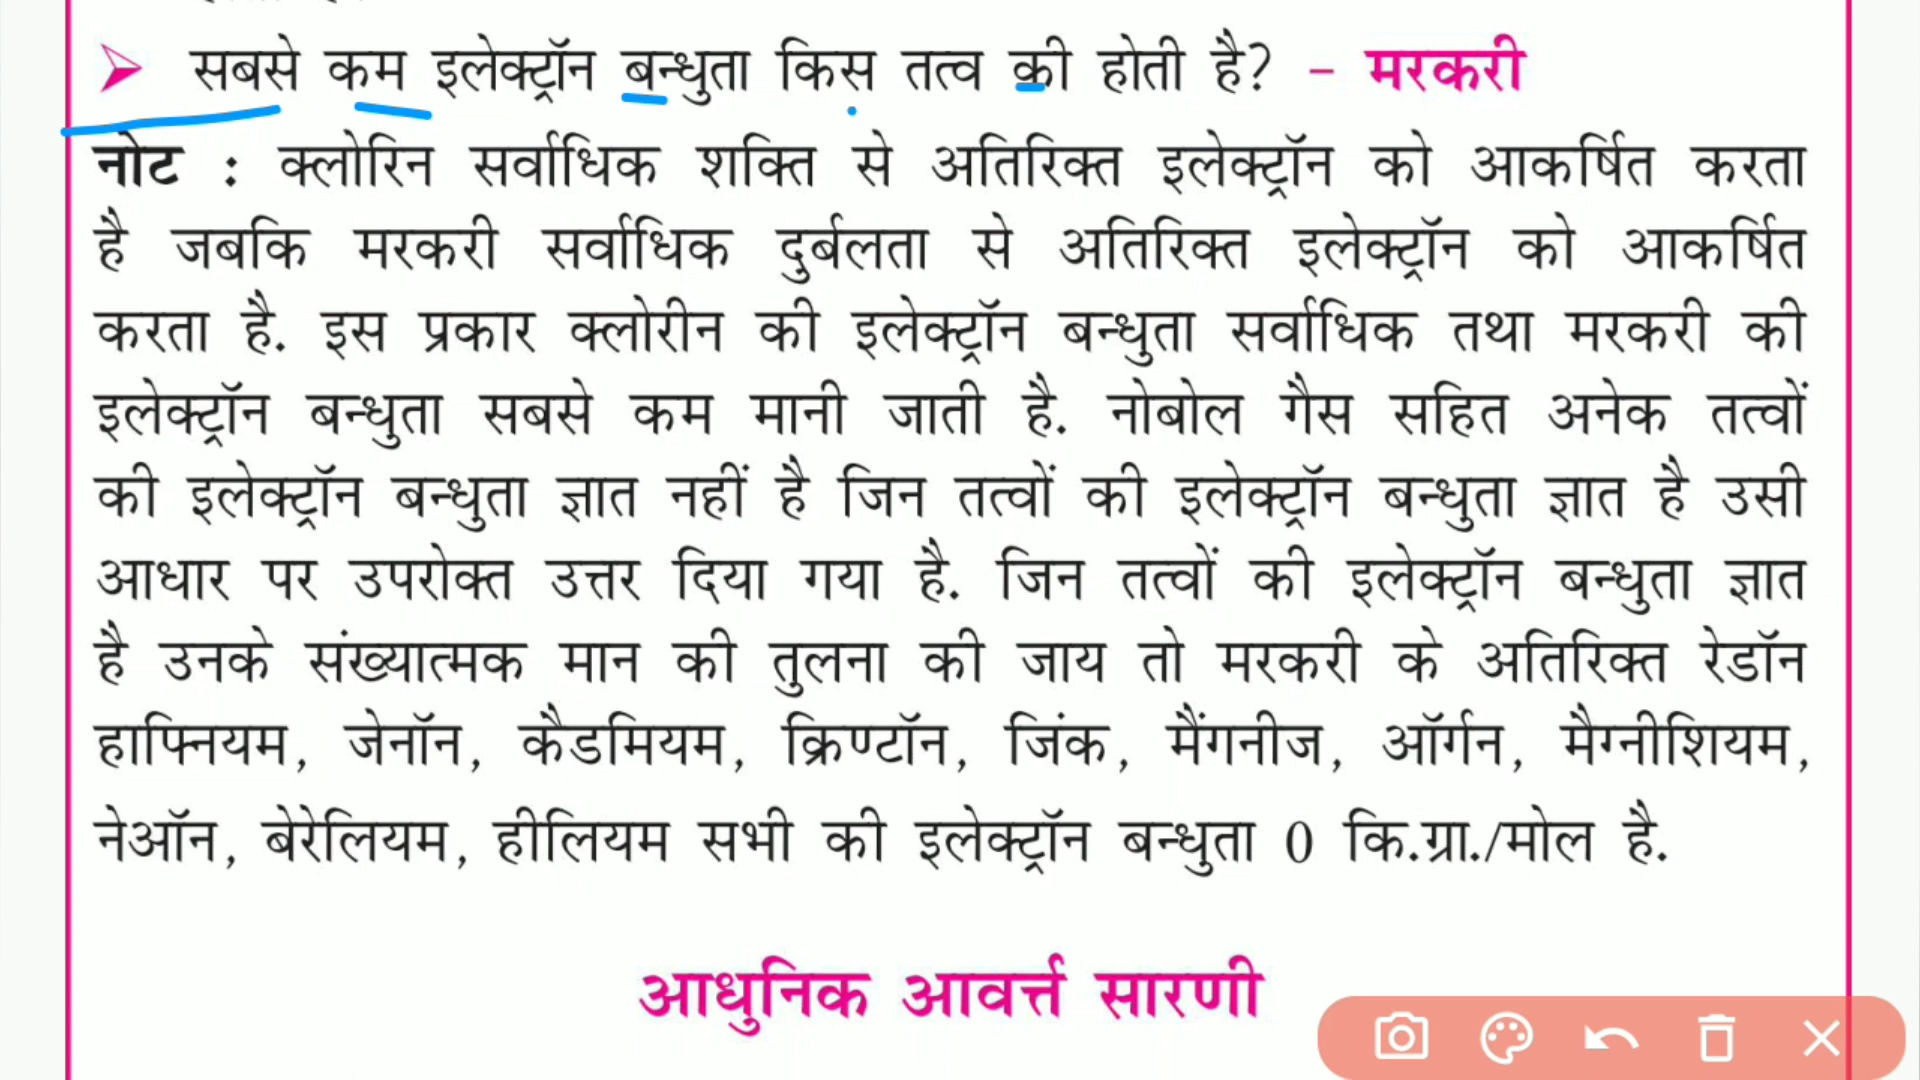 ➢ सबसे कम इलेक्ट्रॉन बन्धुता किस तत्व की होती है? – मरकरी
नोट : क्लोरिन सर्वाधिक शक्ति से अतिरिक्त इलेक्ट्रॉन को आकर्षित करता
है जबकि मरकरी सर्वाधिक दुर्बलता से अतिरिक्त इलेक्ट्रॉन को आकर्षित
करता है. इस प्रकार क्लोरीन की इलेक्ट्रॉन बन्धुता सर्वाधिक तथा मरकरी की
इलेक्ट्रॉन बन्धुता सबसे कम मानी जाती है. नोबोल गैस सहित अनेक तत्वों
की इलेक्ट्रॉन बन्धुता ज्ञात नहीं है जिन तत्वों की इलेक्ट्रॉन बन्धुता ज्ञात है उसी
आधार पर उपरोक्त उत्तर दिया गया है. जिन तत्वों की इलेक्ट्रॉन बन्धुता ज्ञात
है उनके संख्यात्मक मान की तुलना की जाय तो मरकरी के अतिरिक्त रेडॉन
हाफ्नियम, जेनॉन, कैडमियम, क्रिप्टॉन, जिंक, मैंगनीज, ऑर्गन, मैग्नीशियम,
नेऑन, बेरेलियम, हीलियम सभी की इलेक्ट्रॉन बन्धुता 0 कि.ग्रा./मोल है.
आधुनिक आवर्त्त सारणी